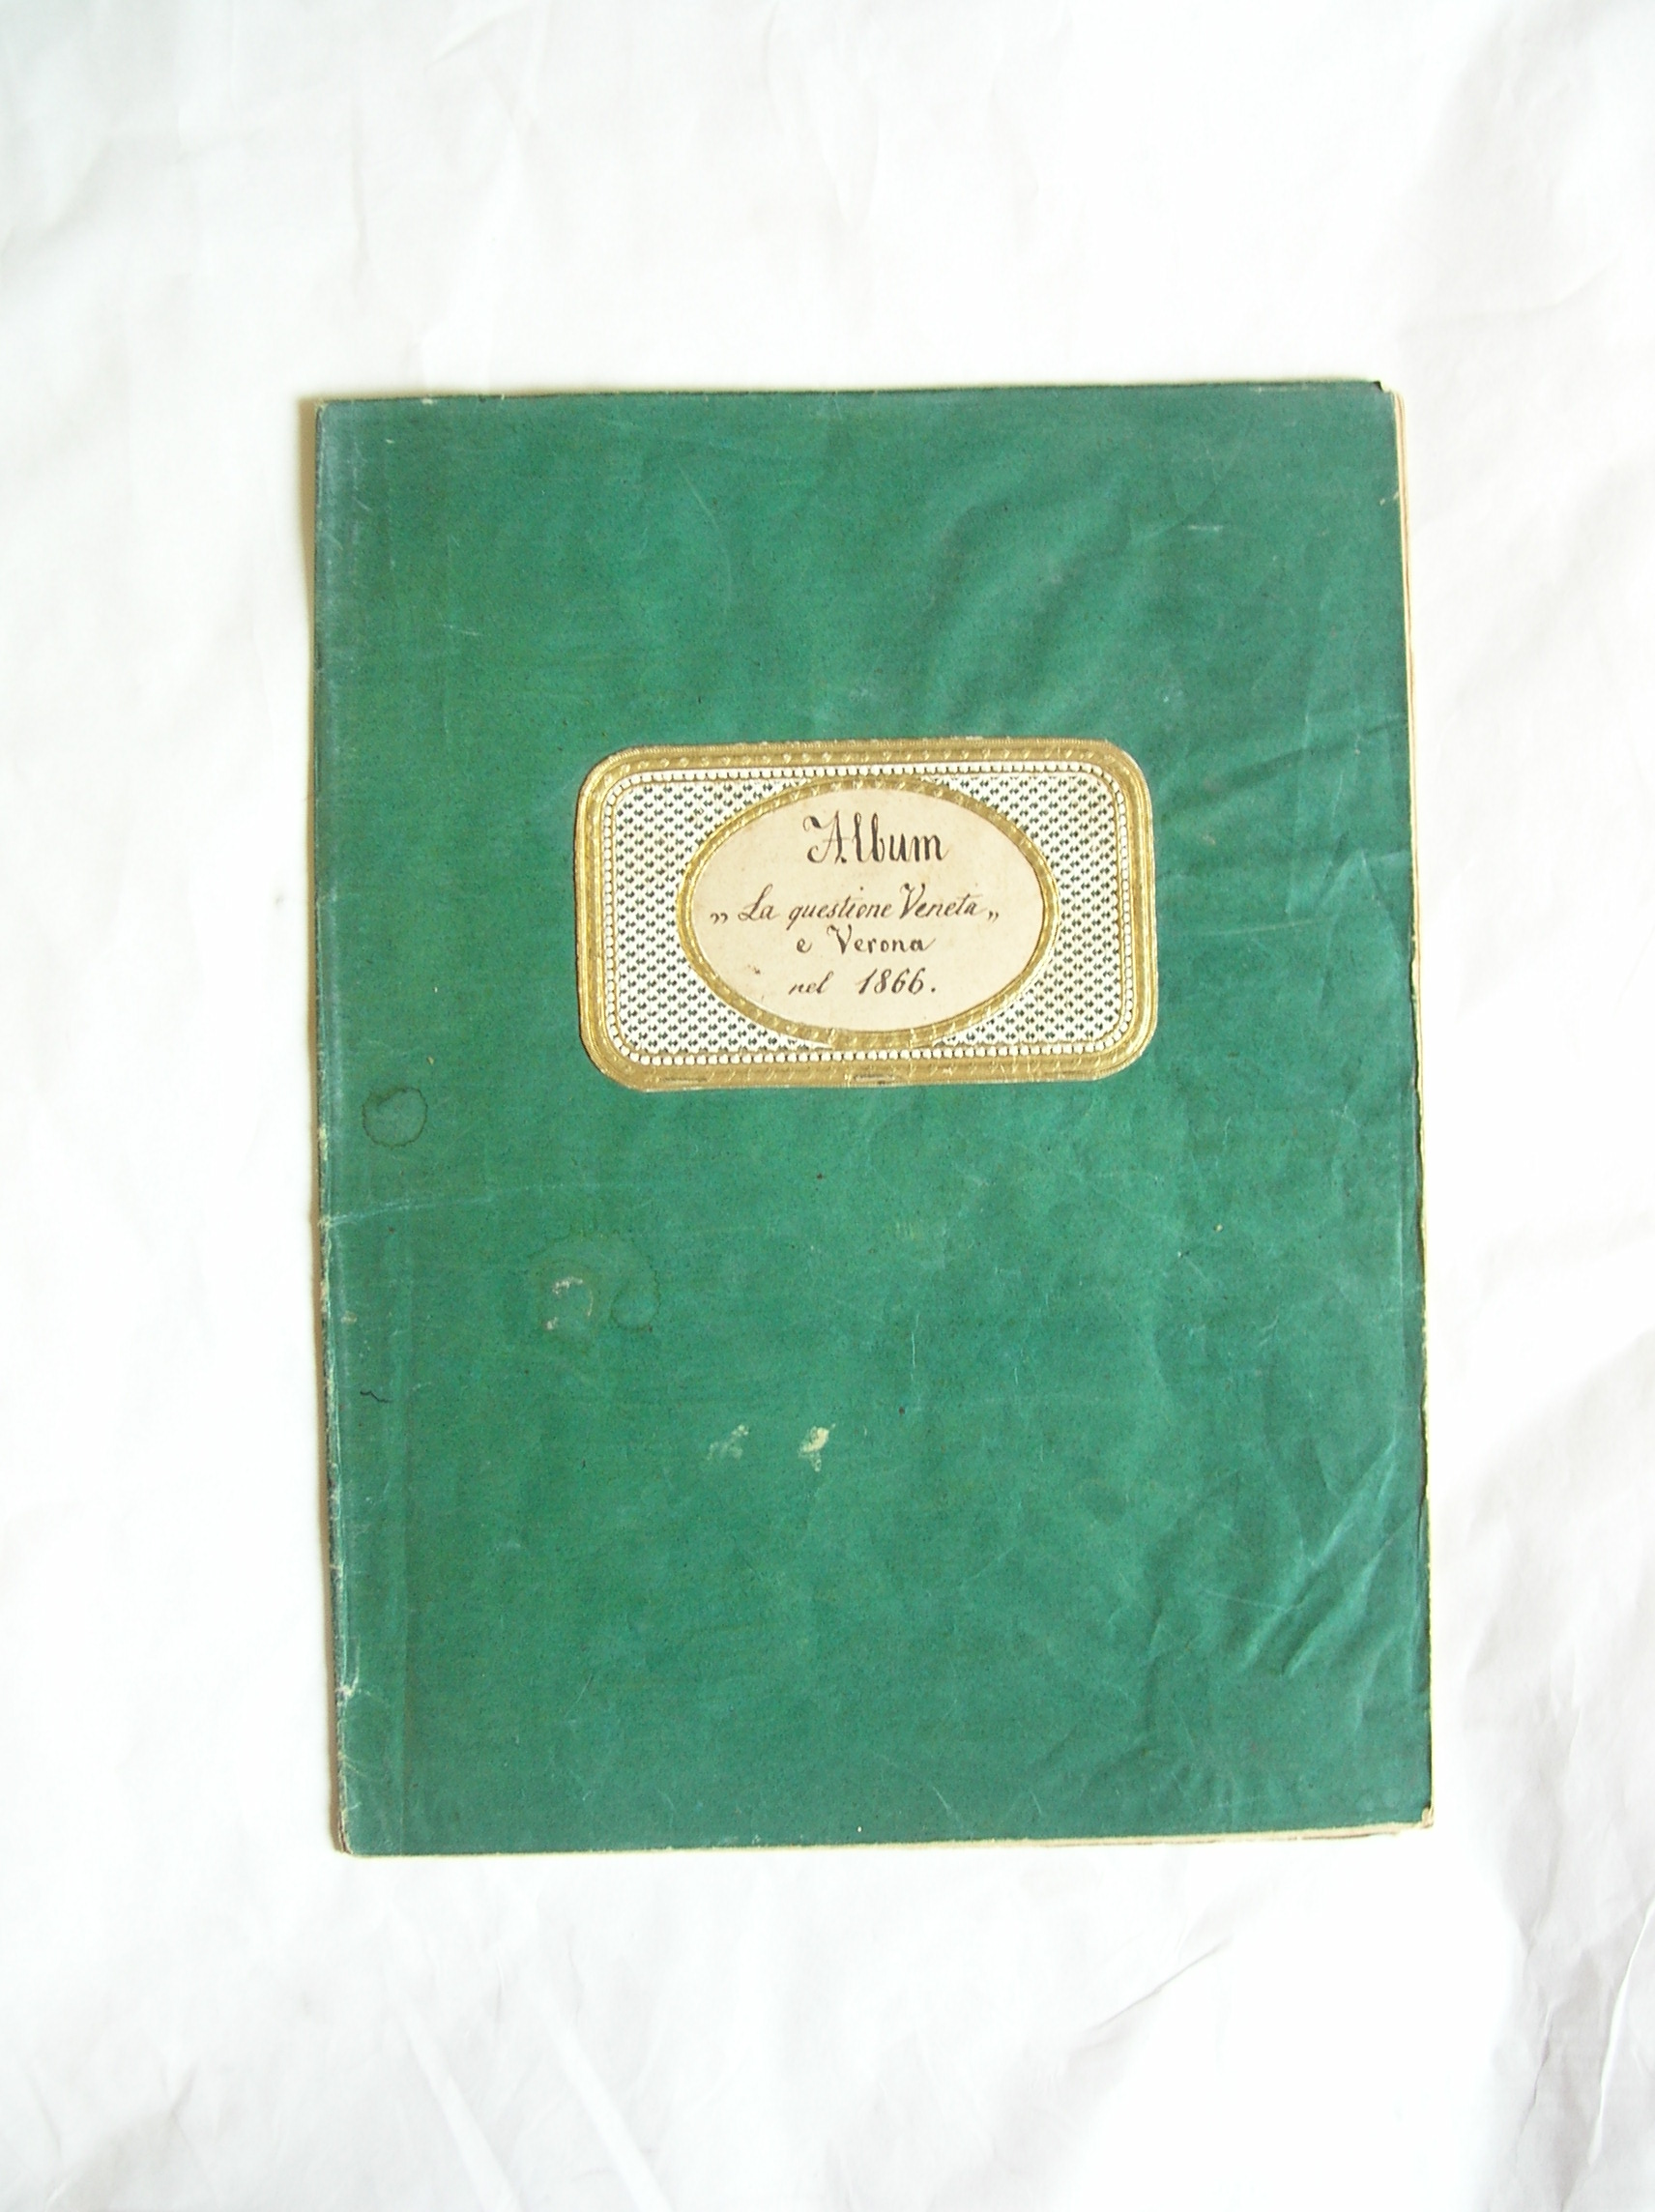 Album
„ La questione Veneta „
e Verona
nel 1866.